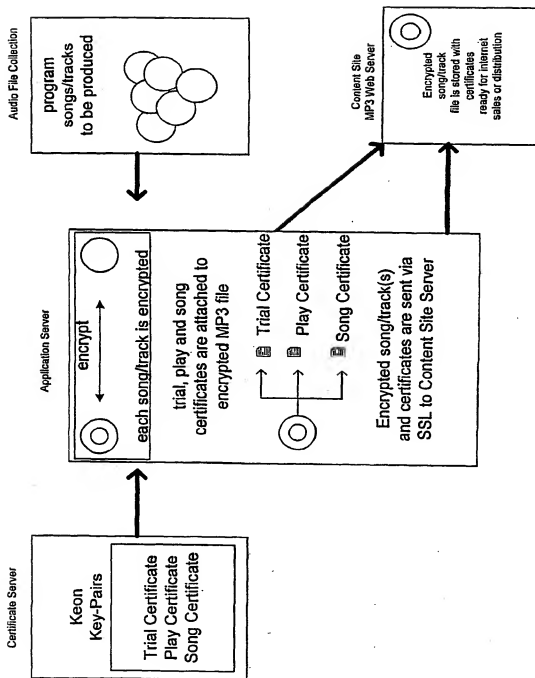 Certificate Server
Keon
Key-Pairs
Trial Certificate
Play Certificate
Song Certificate
Application Server
encrypt
each song/track is encrypted
trial, play and song
certificates are attached to
encrypted MP3 file
Trial Certificate
Play Certificate
Song Certificate
Encrypted song/track(s)
and certificates are sent via
SSL to Content Site Server
Audio File Collection
program
songs/tracks
to be produced
Content Site
MP3 Web Server
Encrypted
song/track
file is stored with
certificates
ready for internet
sales or distribution